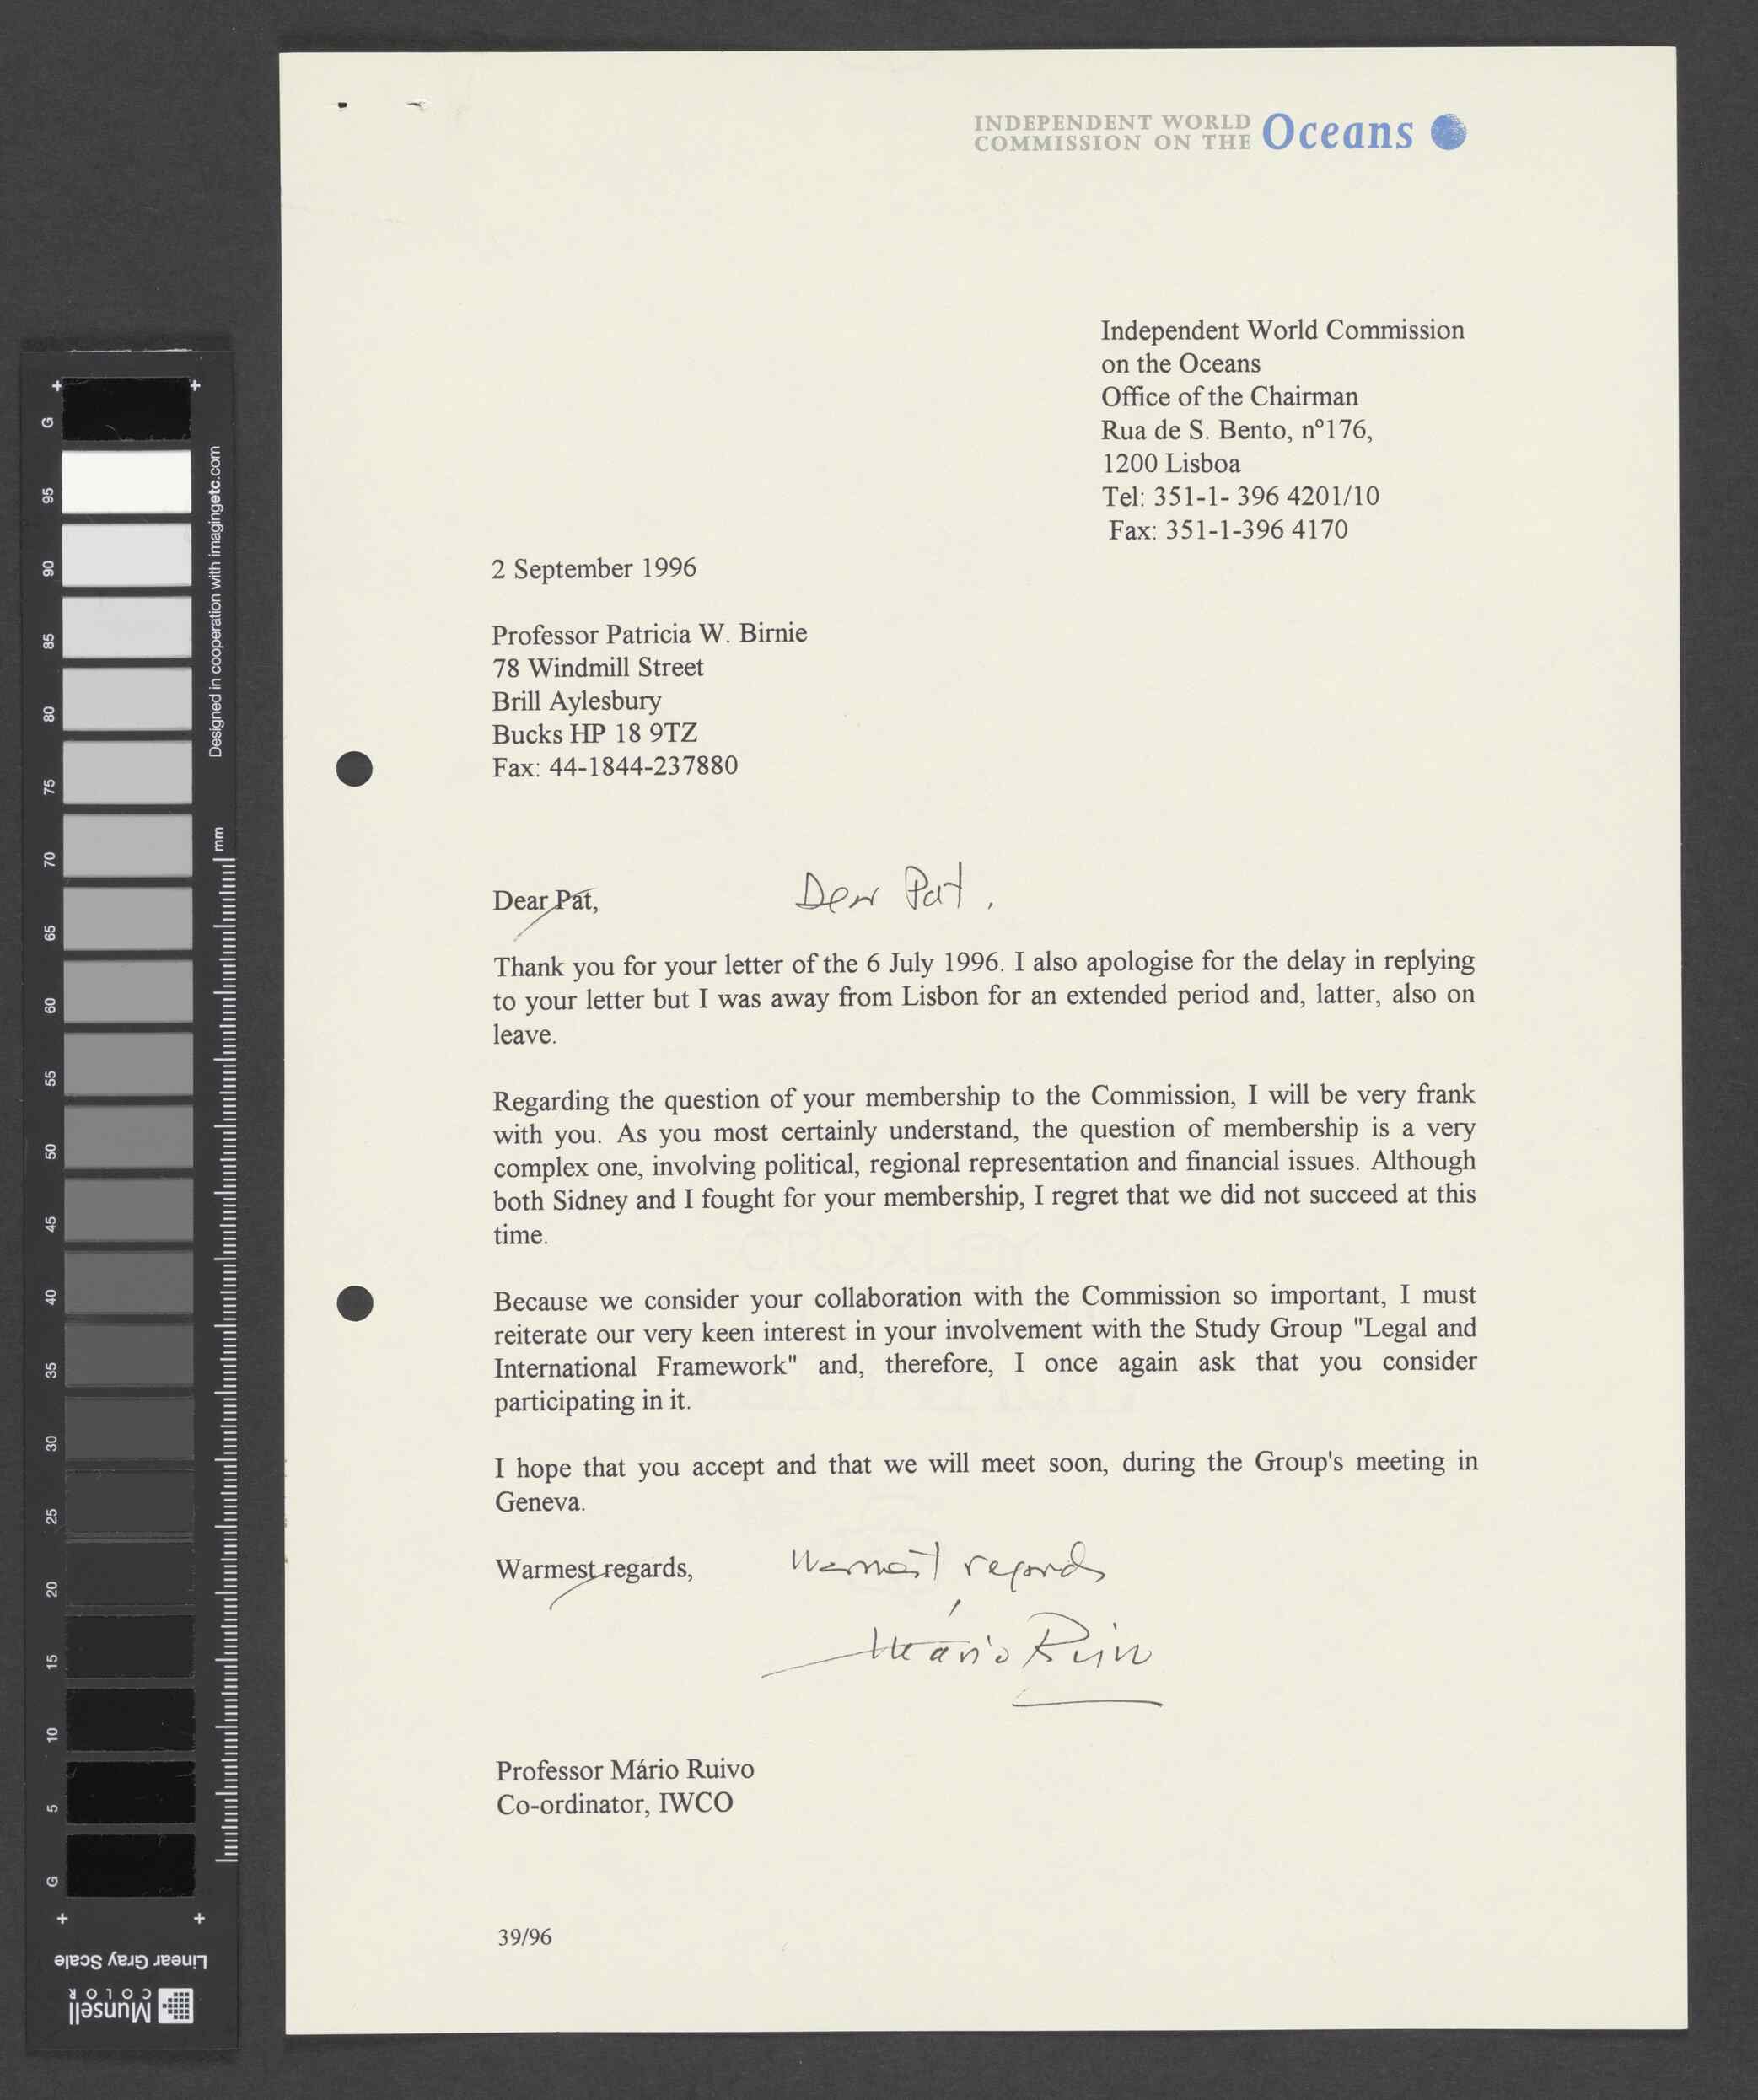 INDEPENDENT WORLD
COMMISSION ON THE Oceans
Independent World Commission
on the Oceans
Office of the Chairman
Rua de S. Bento, nº176,
1200 Lisboa
Tel: 351-1- 396 4201/10
Fax: 351-1-396 4170
2 September 1996
Professor Patricia W. Birnie
78 Windmill Street
Brill Aylesbury
Bucks HP 18 9TZ
Fax: 44-1844-237880
Dear Pat,
Dear Pat,
Thank you for your letter of the 6 July 1996. I also apologise for the delay in replying
to your letter but I was away from Lisbon for an extended period and, latter, also on
leave.
Regarding the question of your membership to the Commission, I will be very frank
with you. As you most certainly understand, the question of membership is a very
complex one, involving political, regional representation and financial issues. Although
both Sidney and I fought for your membership, I regret that we did not succeed at this
time.
Because we consider your collaboration with the Commission so important, I must
reiterate our very keen interest in your involvement with the Study Group "Legal and
International Framework" and, therefore, I once again ask that you consider
participating in it.
I hope that you accept and that we will meet soon, during the Group's meeting in
Geneva.
Warmest regards,
Warmest regards
Mário Ruivo
Professor Mário Ruivo
Co-ordinator, IWCO
39/96
CROXLEY
G
95
90
85
80
75
70
65
60
55
50
45
40
35
30
25
20
15
10
5
G
Designed in cooperation with imagingetc.com
mm
Linear Gray Scale
Munsell
COLOR